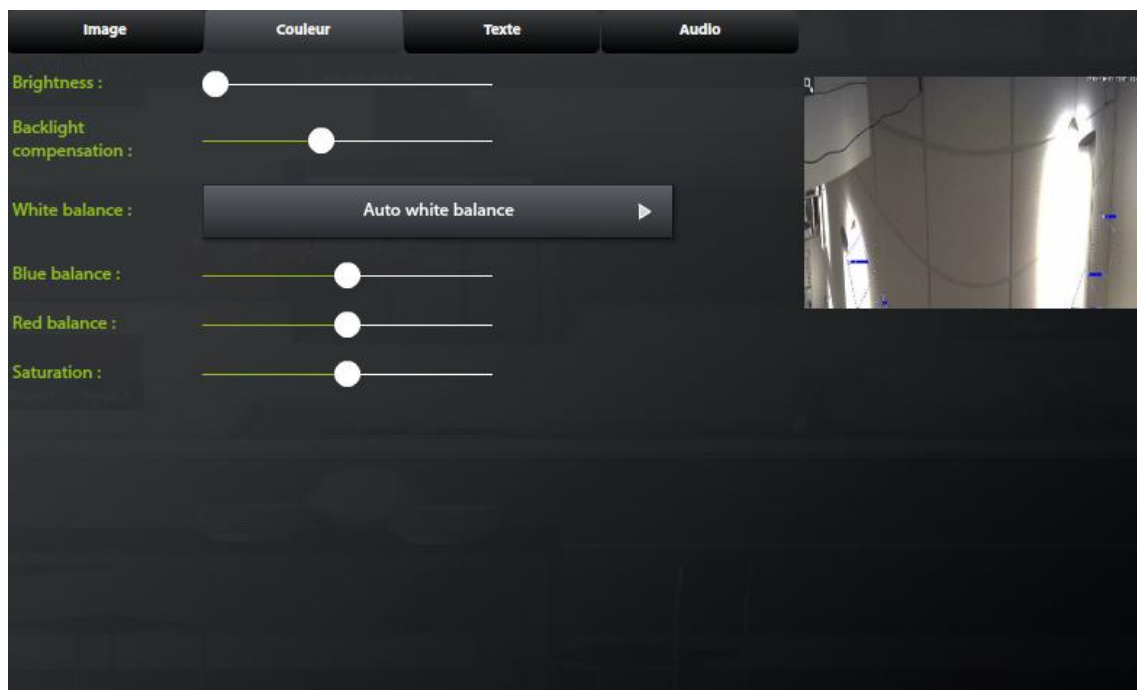 Image
Couleur
Texte
Audio
Brightness :
Backlight
compensation :
White balance :
Auto white balance
Blue balance :
Red balance :
Saturation :